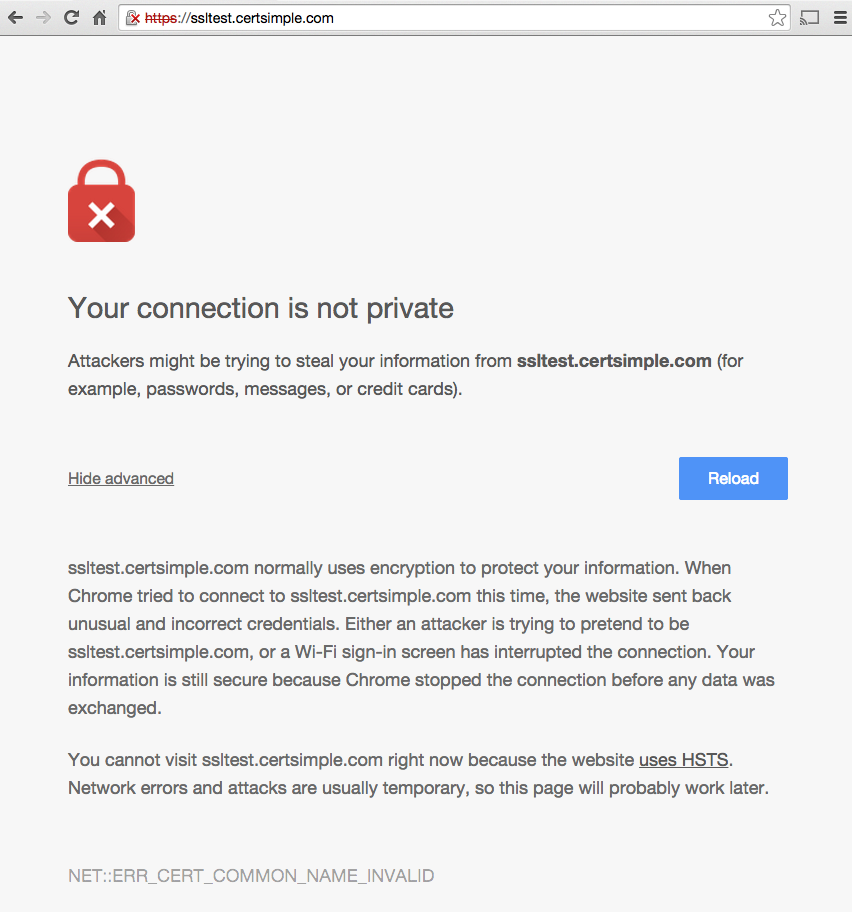 https://ssltest.certsimple.com
Your connection is not private
Attackers might be trying to steal your information from ssltest.certsimple.com (for
example, passwords, messages, or credit cards).
Hide advanced
Reload
ssltest.certsimple.com normally uses encryption to protect your information. When
Chrome tried to connect to ssltest.certsimple.com this time, the website sent back
unusual and incorrect credentials. Either an attacker is trying to pretend to be
ssltest.certsimple.com, or a Wi-Fi sign-in screen has interrupted the connection. Your
information is still secure because Chrome stopped the connection before any data was
exchanged.
You cannot visit ssltest.certsimple.com right now because the website uses HSTS.
Network errors and attacks are usually temporary, so this page will probably work later.
NET::ERR_CERT_COMMON_NAME_INVALID